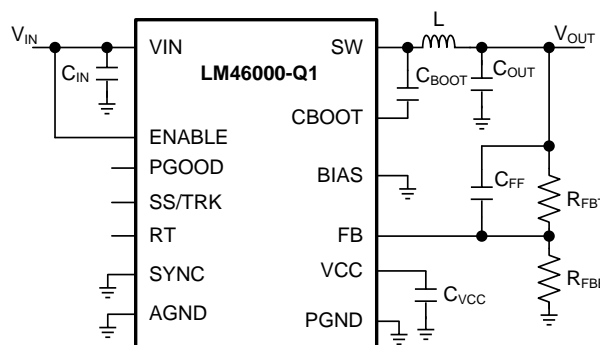 VIN
VIN
CIN
LM46000-Q1
SW
L
VOUT
CBOOT
COUT
CBOOT
ENABLE
PGOOD
BIAS
CFF
SS/TRK
RFBT
RT
FB
SYNC
VCC
RFBB
CVCC
AGND
PGND